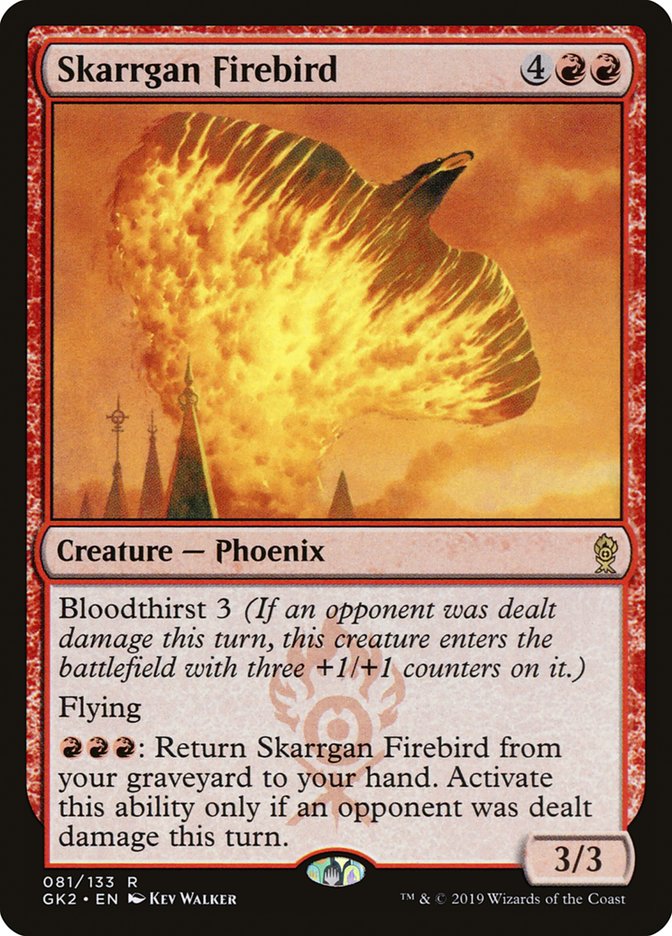 Skarrgan Firebird 4
Creature — Phoenix
Bloodthirst 3 (If an opponent was dealt
damage this turn, this creature enters the
battlefield with three +1/+1 counters on it.)
Flying
: Return Skarrgan Firebird from
your graveyard to your hand. Activate
this ability only if an opponent was dealt
damage this turn.
3/3
081/133 R
GK2 • EN Kev Walker
™ & © 2019 Wizards of the Coast